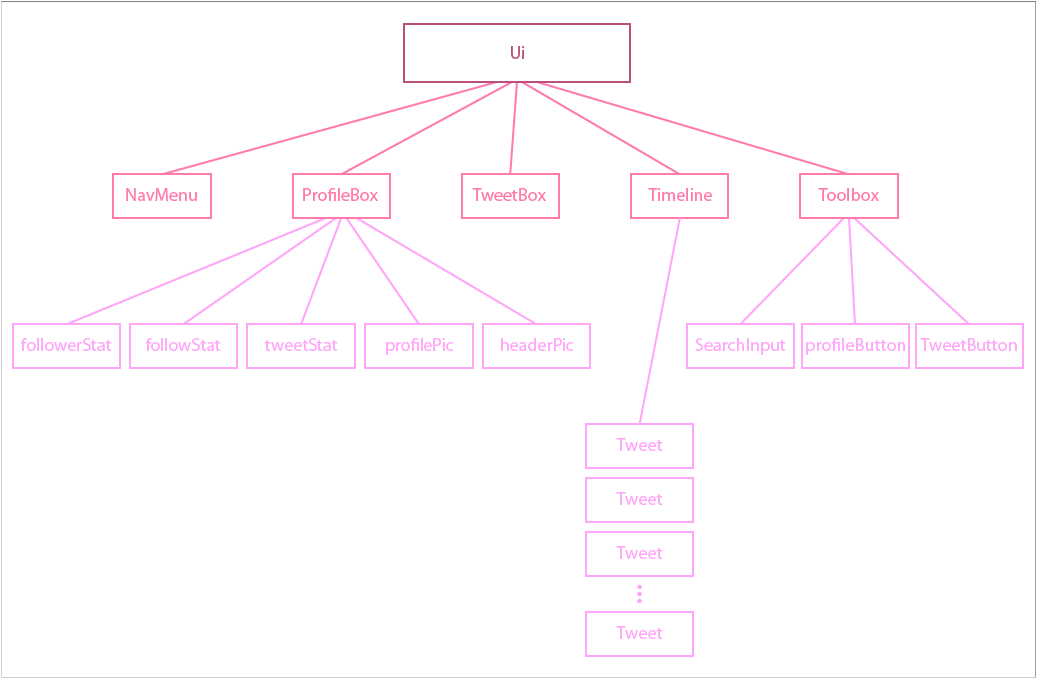 Ui
NavMenu
ProfileBox
TweetBox
Timeline
Toolbox
followerStat
followStat
tweetStat
profilePic
headerPic
SearchInput
profileButton
TweetButton
Tweet
Tweet
Tweet
Tweet